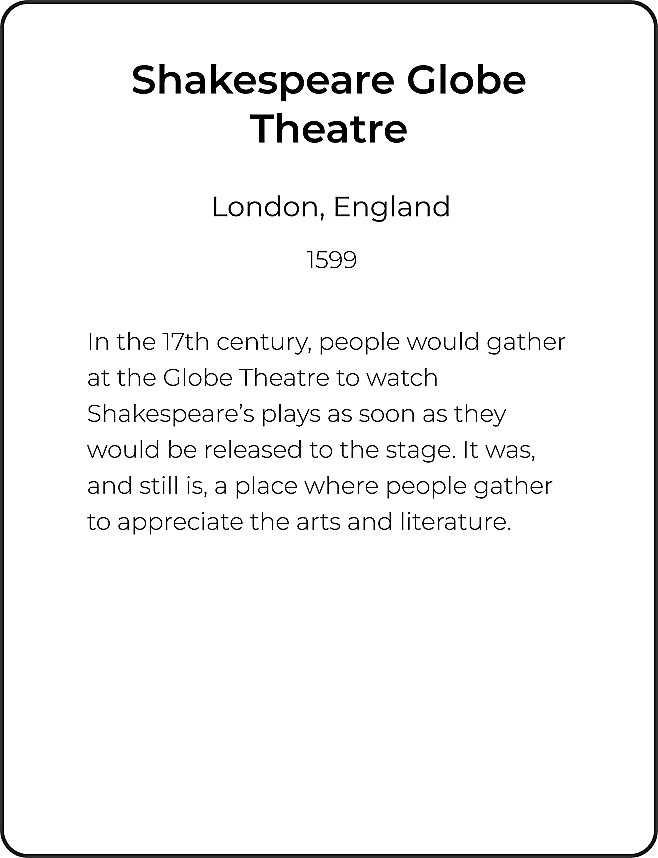 Shakespeare Globe
Theatre
London, England
1599
In the 17th century, people would gather
at the Globe Theatre to watch
Shakespeare's plays as soon as they
would be released to the stage. It was,
and still is, a place where people gather
to appreciate the arts and literature.